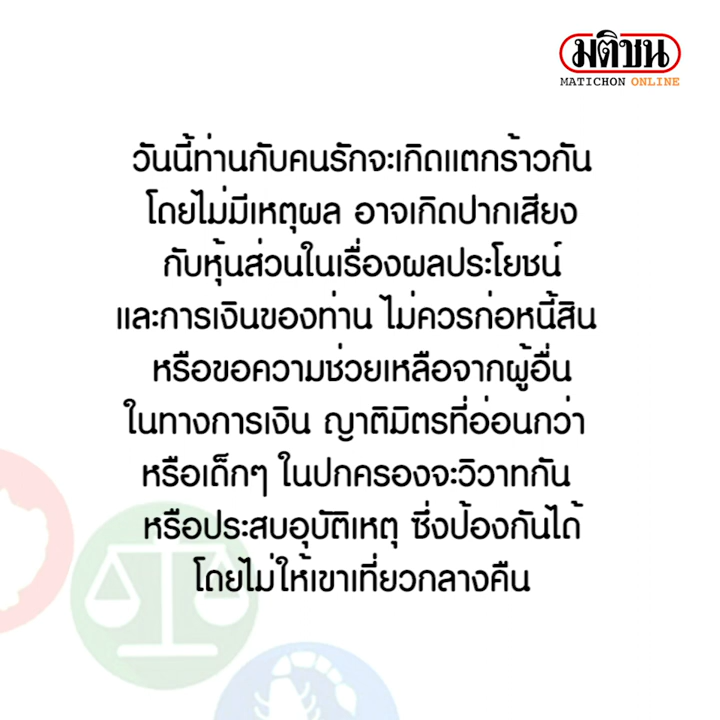 มติชน
MATICHON ONLINE
วันนี้ท่านกับคนรักจะเกิดแตกร้าวกัน
โดยไม่มีเหตุผล อาจเกิดปากเสียง
กับหุ้นส่วนในเรื่องผลประโยชน์
และการเงินของท่าน ไม่ควรก่อหนี้สิน
หรือขอความช่วยเหลือจากผู้อื่น
ในทางการเงิน ญาติมิตรที่อ่อนกว่า
หรือเด็กๆ ในปกครองจะวิวาทกัน
หรือประสบอุบัติเหตุ ซึ่งป้องกันได้
โดยไม่ให้เขาเที่ยวกลางคืน